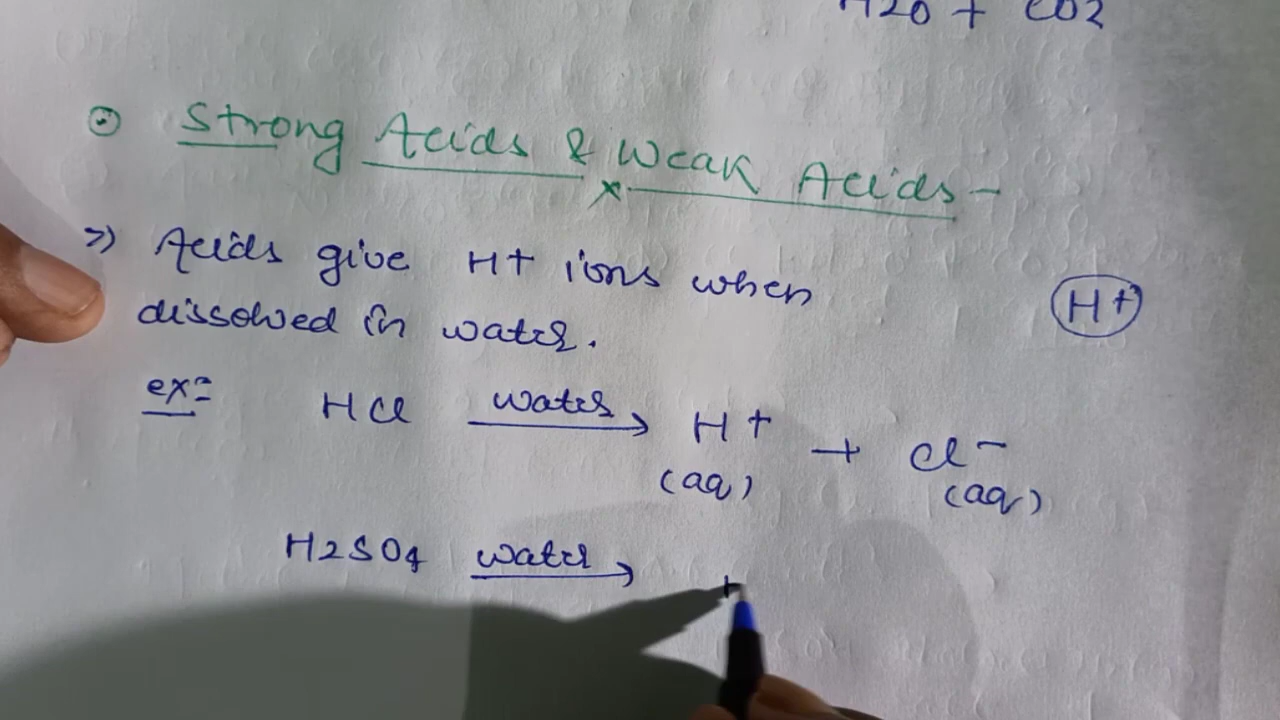 H2O + CO2
Strong Acids & Weak Acids -
=> Acids give H+ ions when
dissolved in water.
H+
ex= HCl water → H+ + Cl-
(aq) (aq)
H2SO4 water →